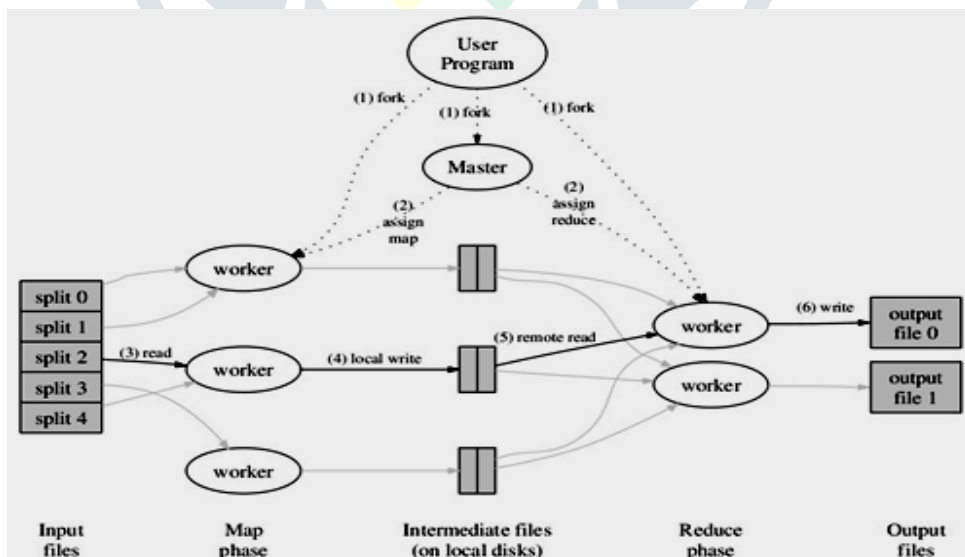 User
Program
(1) fork
(1) fork
(1) fork
Master
(2)
assign
map
(2)
assign
reduce
worker
split 0
split 1
split 2
split 3
split 4
(3) read
worker
(4) local write
(5) remote read
worker
(6) write
output
file 0
worker
output
file 1
worker
Input
files
Map
phase
Intermediate files
(on local disks)
Reduce
phase
Output
files